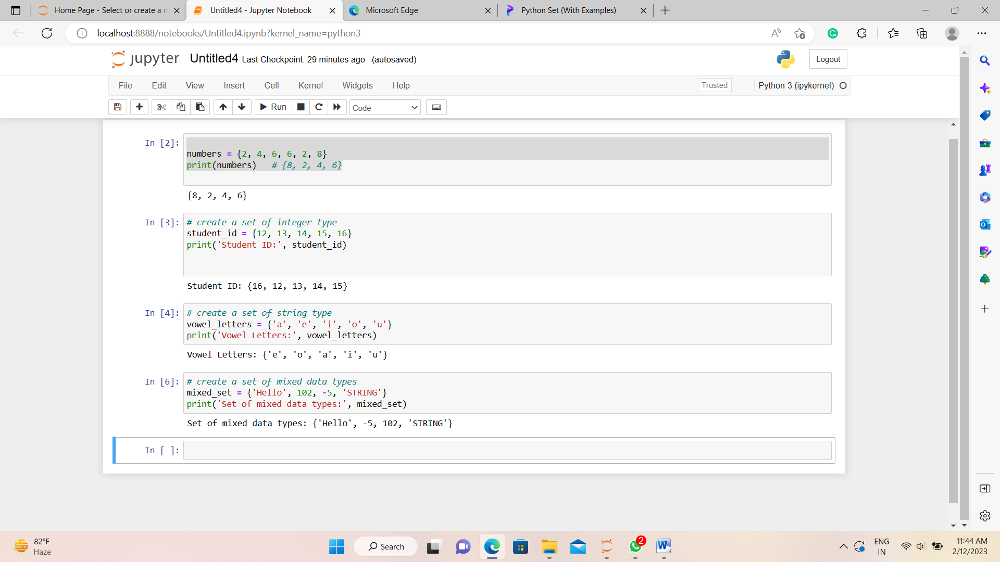 Home Page - Select or create a n
Untitled4 - Jupyter Notebook
Microsoft Edge
Python Set (With Examples)
localhost:8888/notebooks/Untitled4.ipynb?kernel_name=python3
jupyter Untitled4 Last Checkpoint: 29 minutes ago (autosaved)
Logout
File Edit View Insert Cell Kernel Widgets Help
Trusted
Python 3 (ipykernel)
Run
Code
In [2]:
numbers = {2, 4, 6, 6, 2, 8}
print(numbers)   # {8, 2, 4, 6}
{8, 2, 4, 6}
In [3]: # create a set of integer type
student_id = {12, 13, 14, 15, 16}
print('Student ID:', student_id)
Student ID: {16, 12, 13, 14, 15}
In [4]: # create a set of string type
vowel_letters = {'a', 'e', 'i', 'o', 'u'}
print('Vowel Letters:', vowel_letters)
Vowel Letters: {'e', 'o', 'a', 'i', 'u'}
In [6]: # create a set of mixed data types
mixed_set = {'Hello', 102, -5, 'STRING'}
print('Set of mixed data types:', mixed_set)
Set of mixed data types: {'Hello', -5, 102, 'STRING'}
In [ ]:
82°F
Haze
Search
2
ENG
IN
11:44 AM
2/12/2023